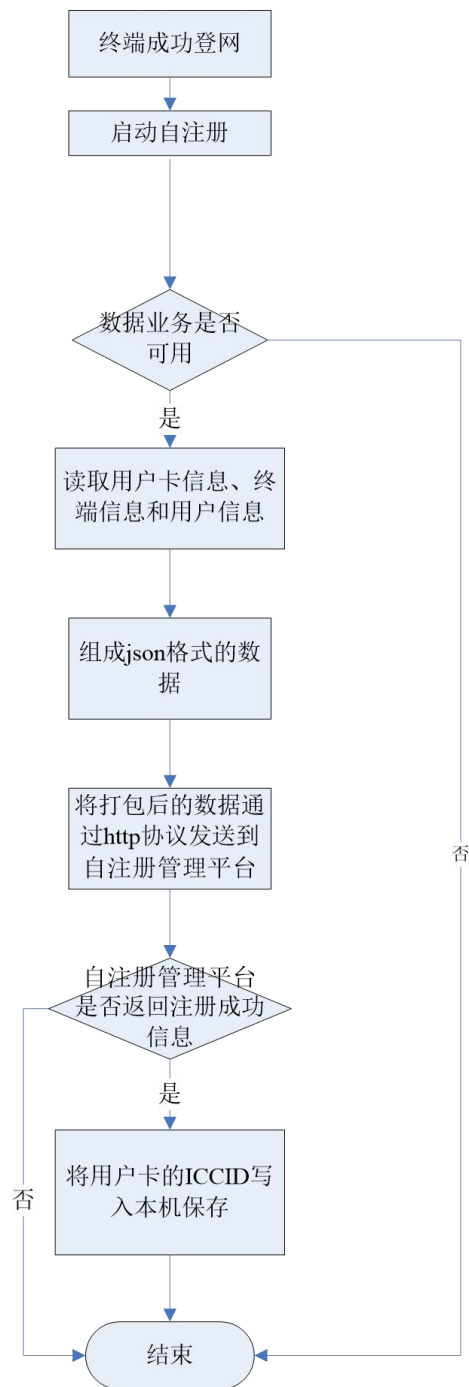 终端成功登网
启动自注册
数据业务是否
可用
是
读取用户卡信息、终
端信息和用户信息
组成json格式的数
据
将打包后的数据通
过http协议发送到
自注册管理平台
否
自注册管理平台
是否返回注册成功
信息
是
将用户卡的ICCID写
入本机保存
否
结束